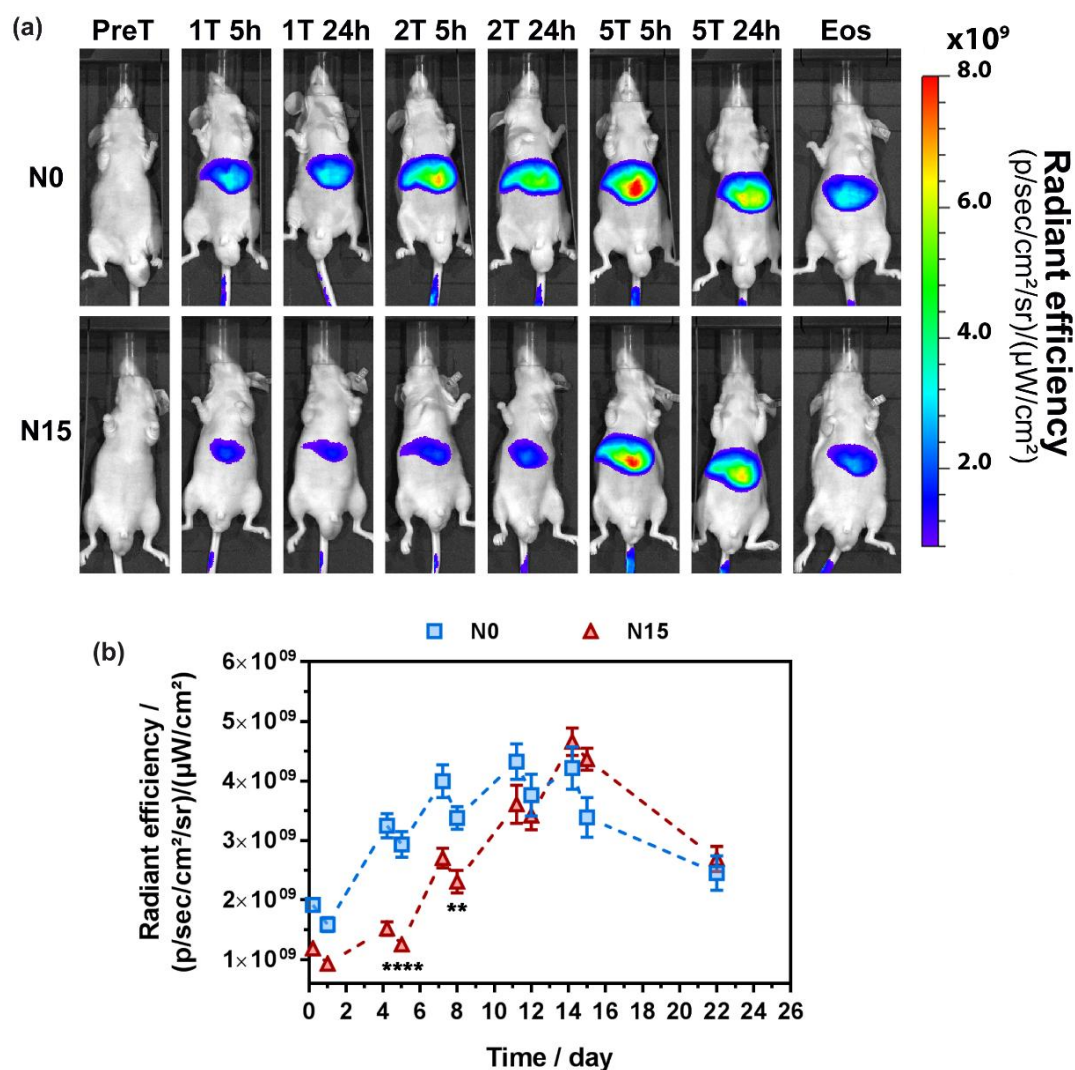 (a)
PreT 1T 5h 1T 24h 2T 5h 2T 24h 5T 5h 5T 24h Eos
x10⁹
N0
N15
8.0
6.0
4.0
2.0
Radiant efficiency
(p/sec/cm²/sr)/(µW/cm²)
N0 N15
(b)
Radiant efficiency /
(p/sec/cm²/sr)/(µW/cm²)
6×10⁰⁹
5×10⁰⁹
4×10⁰⁹
3×10⁰⁹
2×10⁰⁹
1×10⁰⁹
**
****
0 2 4 6 8 10 12 14 16 18 20 22 24 26
Time / day